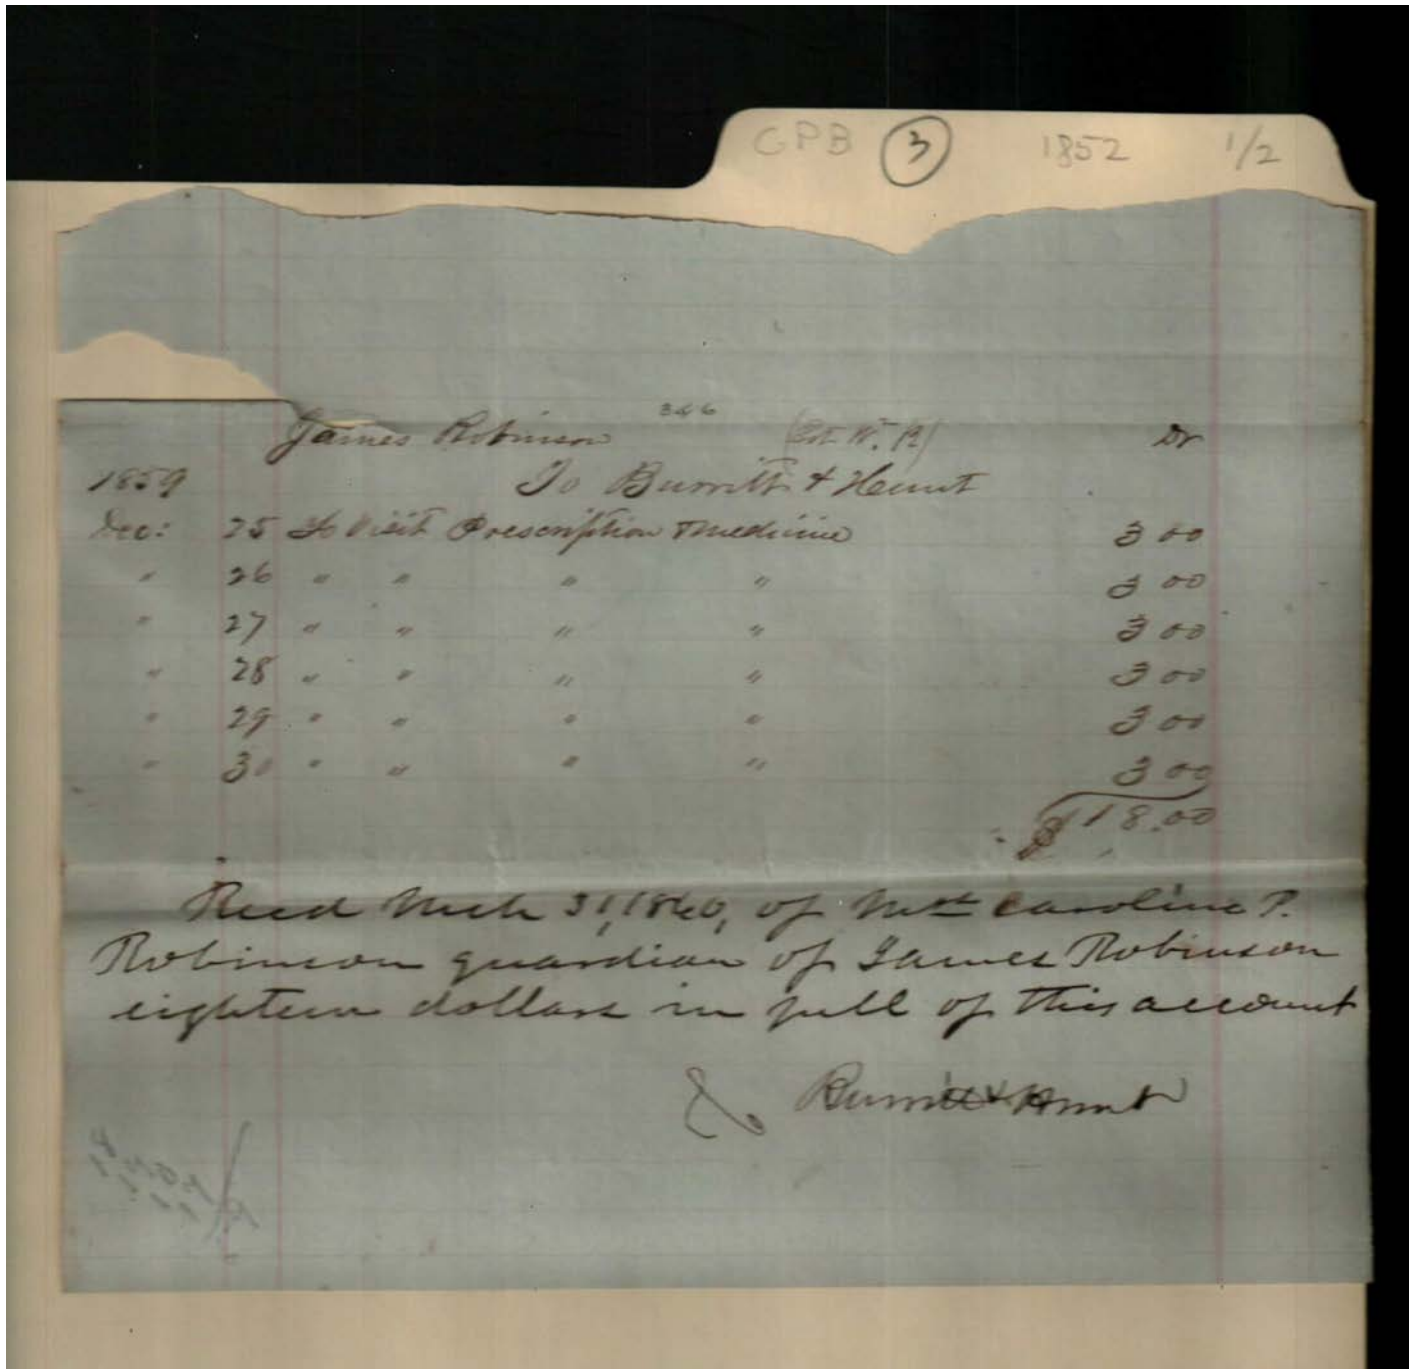 GPB 3 1852 1/2
346
James Robinson (Est. W. R) Dr
1859 To Burritt & Hunt
Dec: 25 To Visit Prescription & Medicine 3 00
" 26 " " " " 3 00
" 27 " " " " 3 00
" 28 " " " " 3 00
" 29 " " " " 3 00
" 30 " " " " 3 00
$18.00
Recd Mch 31, 1860, of Mrs Caroline P.
Robinson guardian of James Robinson
eighteen dollars in full of this account
Burritt & Hunt